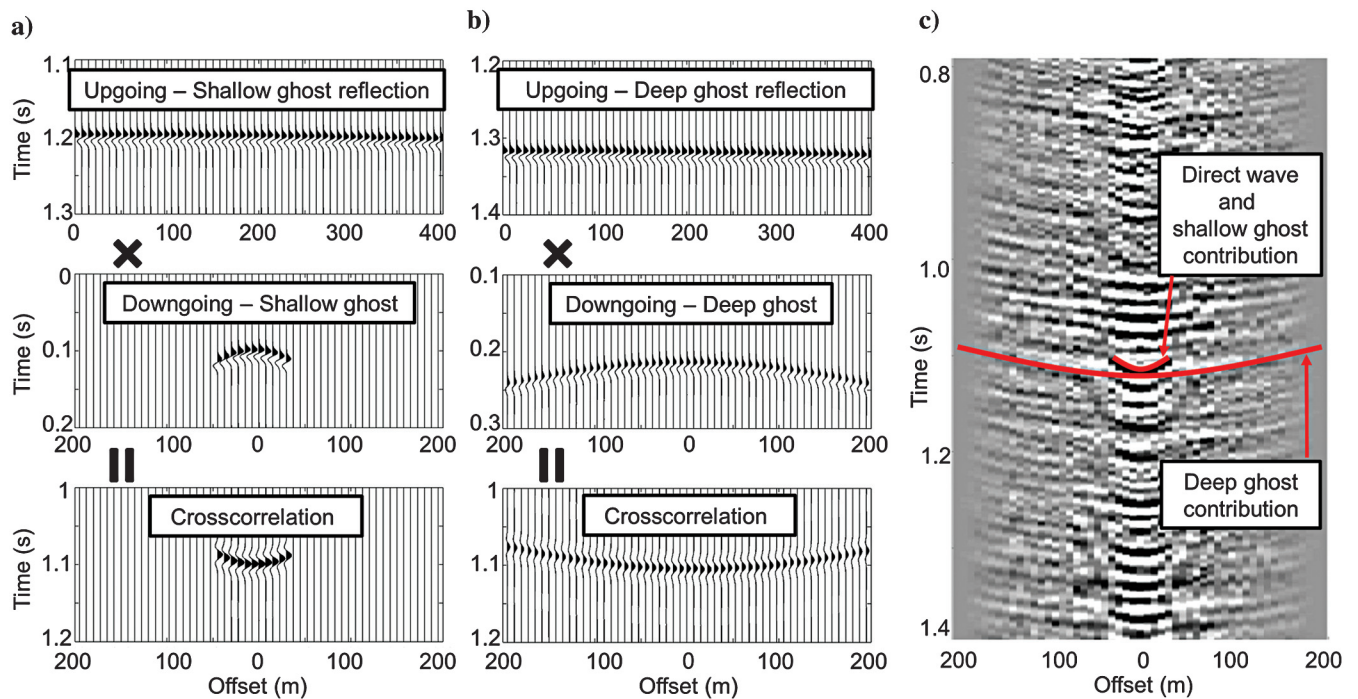 a)
1.1
Upgoing – Shallow ghost reflection
1.2
1.3
Time (s)
0 100 200 300 400
×
0
Downgoing – Shallow ghost
0.1
0.2
Time (s)
200 100 0 100 200
=
1
Crosscorrelation
1.1
1.2
Time (s)
200 100 0 100 200
Offset (m)
b)
1.2
Upgoing – Deep ghost reflection
1.3
1.4
0 100 200 300 400
×
0.1
Downgoing – Deep ghost
0.2
0.3
200 100 0 100 200
=
1
Crosscorrelation
1.1
1.2
200 100 0 100 200
Offset (m)
c)
0.8
1.0
1.2
1.4
Time (s)
Direct wave
and
shallow ghost
contribution
Deep ghost
contribution
200 100 0 100 200
Offset (m)